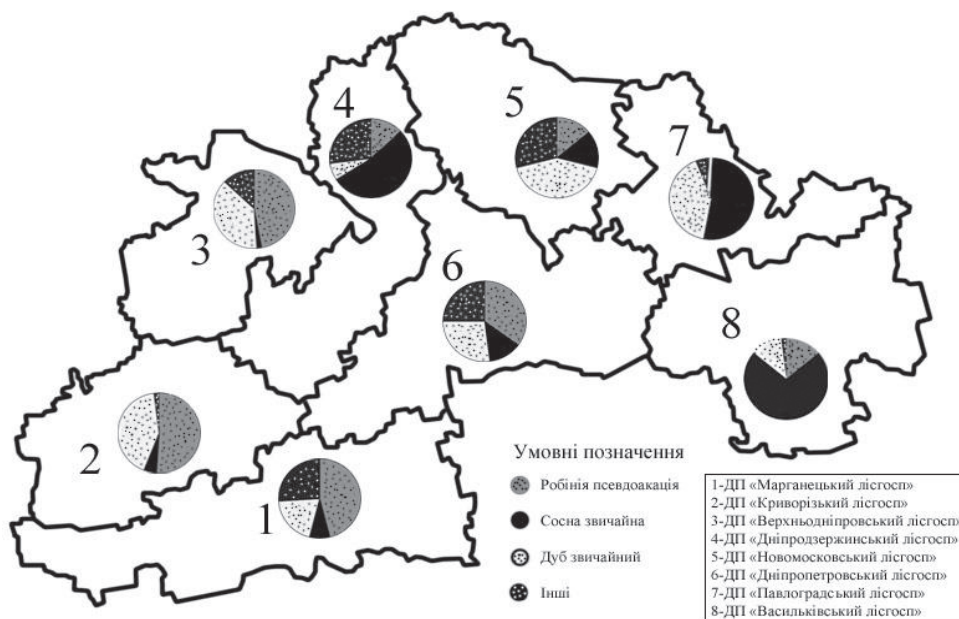 4
5
7
3
6
8
2
1
Умовні позначення
Робінія псевдоакація
Сосна звичайна
Дуб звичайний
Інші
1-ДП «Марганецький лісгосп»
2-ДП «Криворізький лісгосп»
3-ДП «Верхньодніпровський лісгосп»
4-ДП «Дніпродзержинський лісгосп»
5-ДП «Новомосковський лісгосп»
6-ДП «Дніпропетровський лісгосп»
7-ДП «Павлоградський лісгосп»
8-ДП «Васильківський лісгосп»